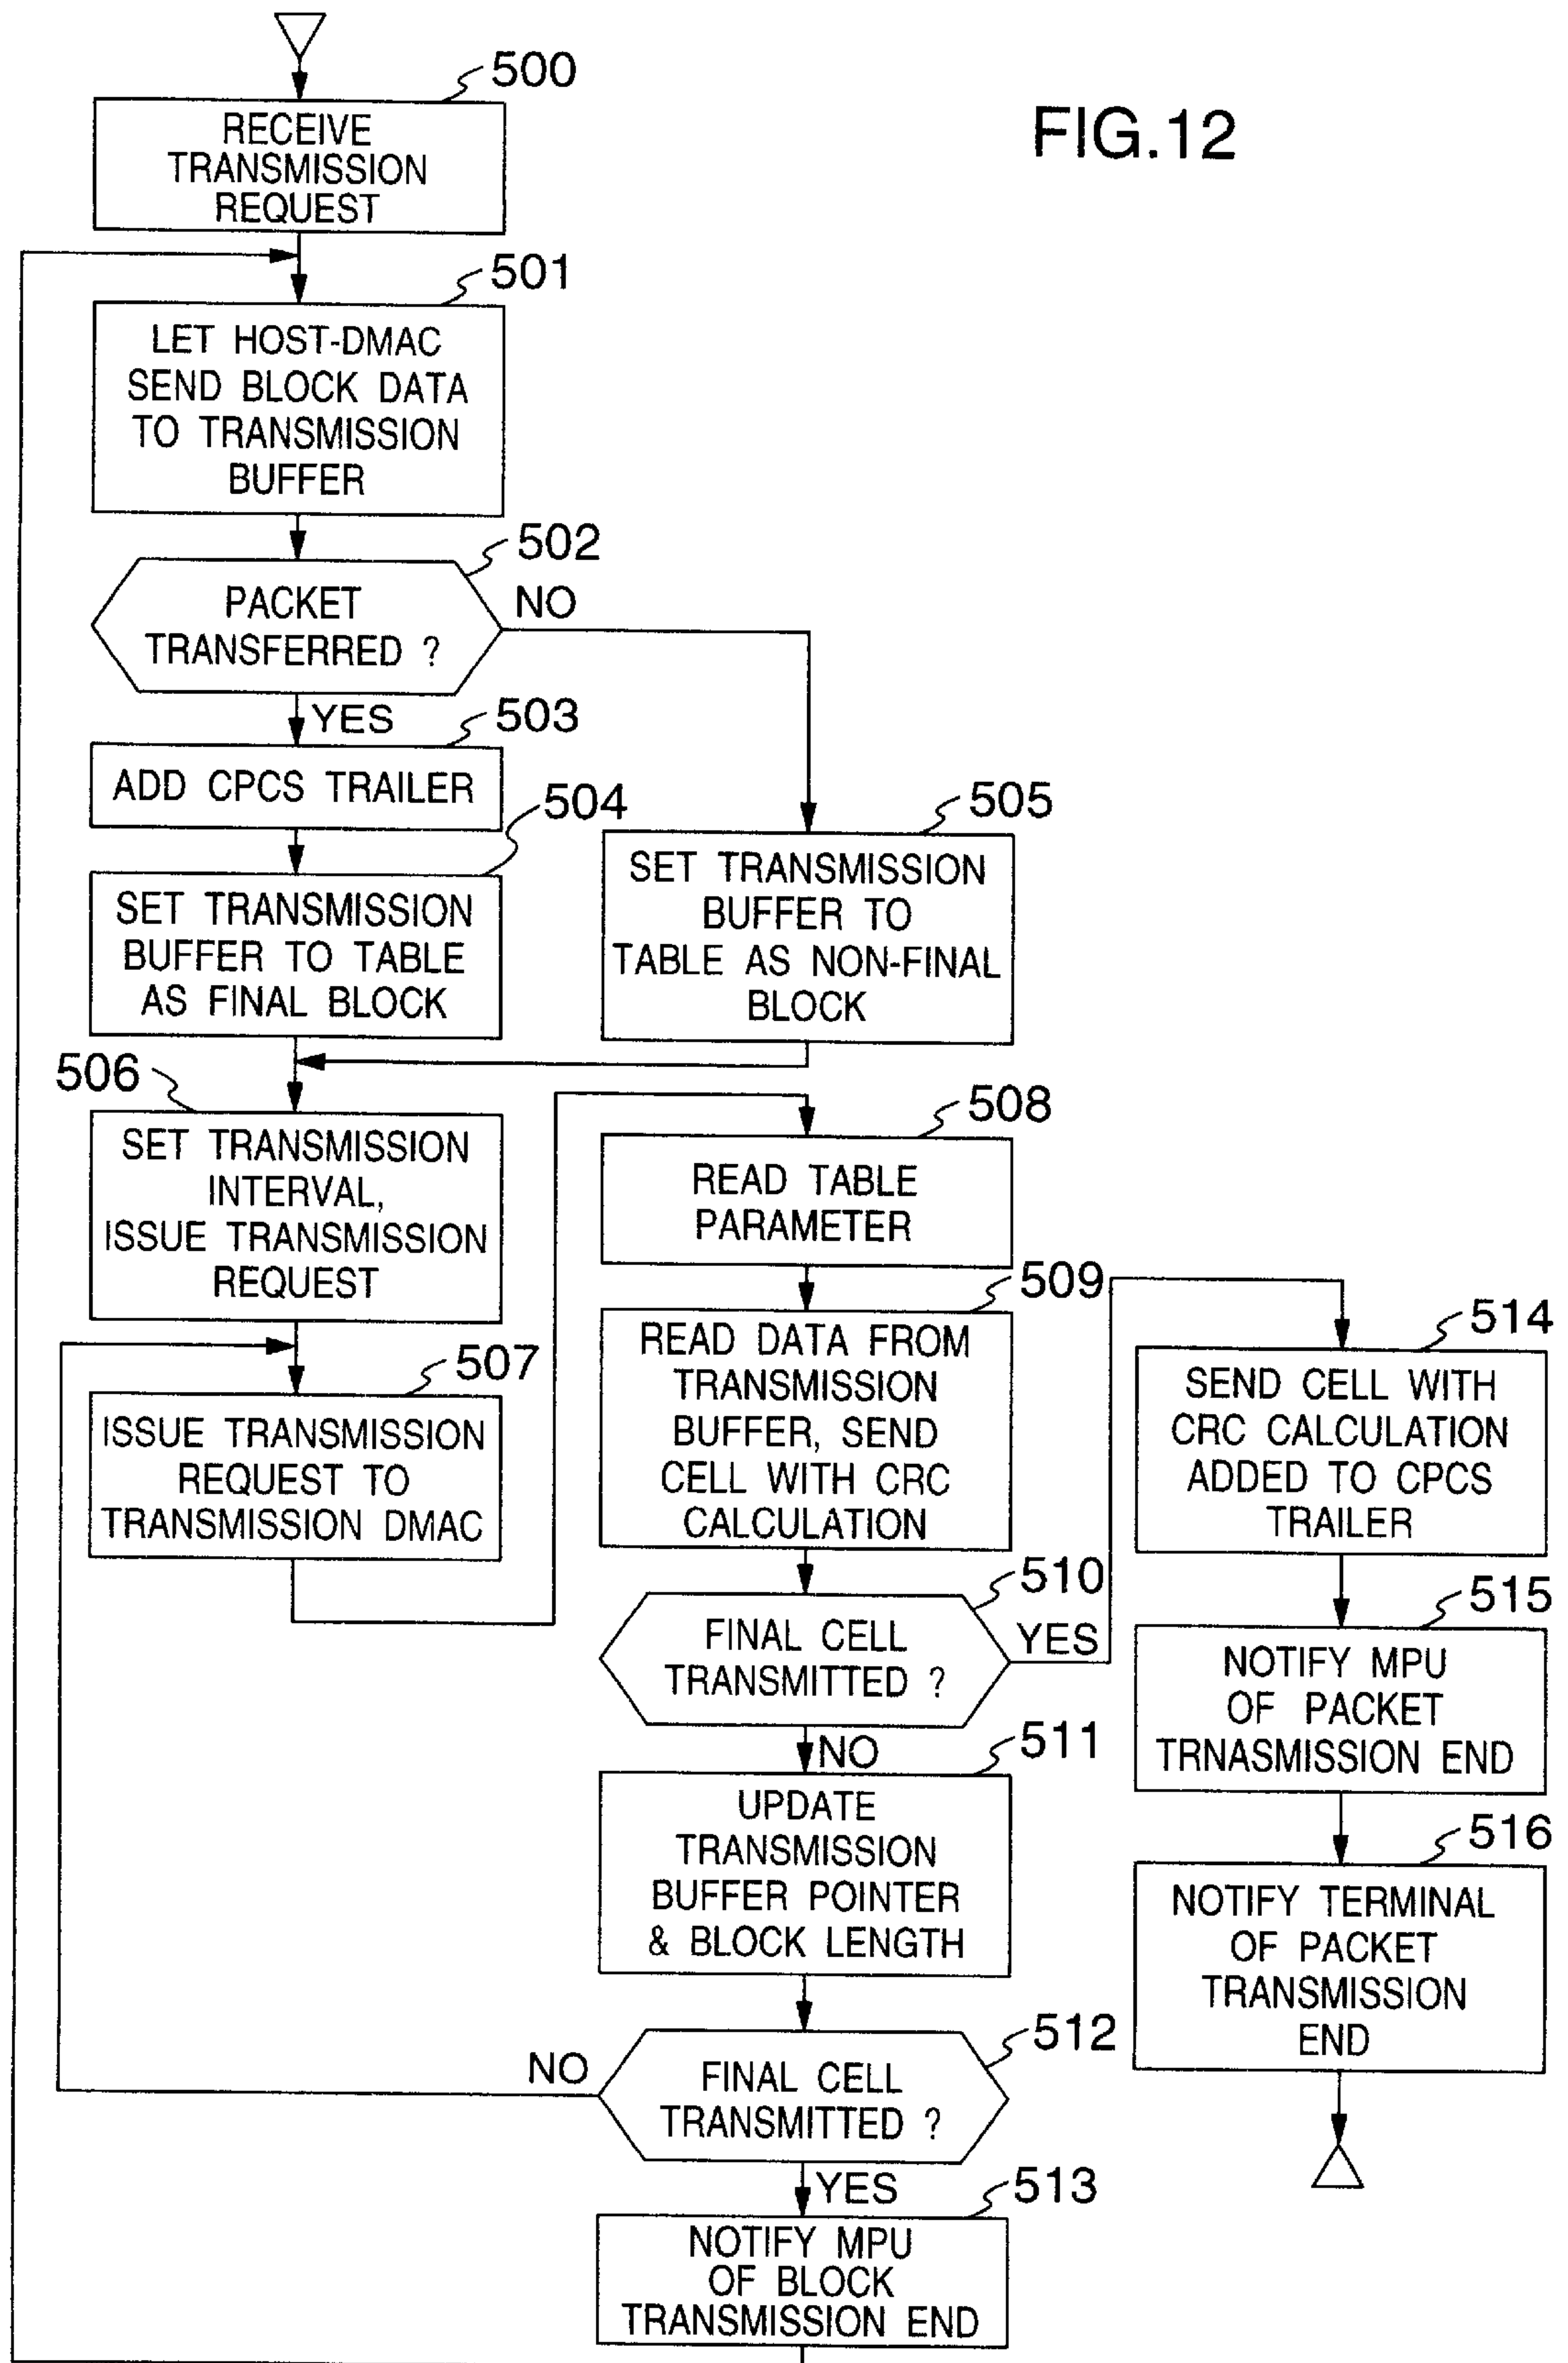 FIG.12
500
RECEIVE
TRANSMISSION
REQUEST
501
LET HOST-DMAC
SEND BLOCK DATA
TO TRANSMISSION
BUFFER
502
PACKET
TRANSFERRED ?
NO
YES
503
ADD CPCS TRAILER
504
SET TRANSMISSION
BUFFER TO TABLE
AS FINAL BLOCK
505
SET TRANSMISSION
BUFFER TO
TABLE AS NON-FINAL
BLOCK
506
SET TRANSMISSION
INTERVAL,
ISSUE TRANSMISSION
REQUEST
507
ISSUE TRANSMISSION
REQUEST TO
TRANSMISSION DMAC
508
READ TABLE
PARAMETER
509
READ DATA FROM
TRANSMISSION
BUFFER, SEND
CELL WITH CRC
CALCULATION
510
FINAL CELL
TRANSMITTED ?
YES
NO
511
UPDATE
TRANSMISSION
BUFFER POINTER
& BLOCK LENGTH
512
FINAL CELL
TRANSMITTED ?
NO
YES
513
NOTIFY MPU
OF BLOCK
TRANSMISSION END
514
SEND CELL WITH
CRC CALCULATION
ADDED TO CPCS
TRAILER
515
NOTIFY MPU
OF PACKET
TRNASMISSION END
516
NOTIFY TERMINAL
OF PACKET
TRANSMISSION
END